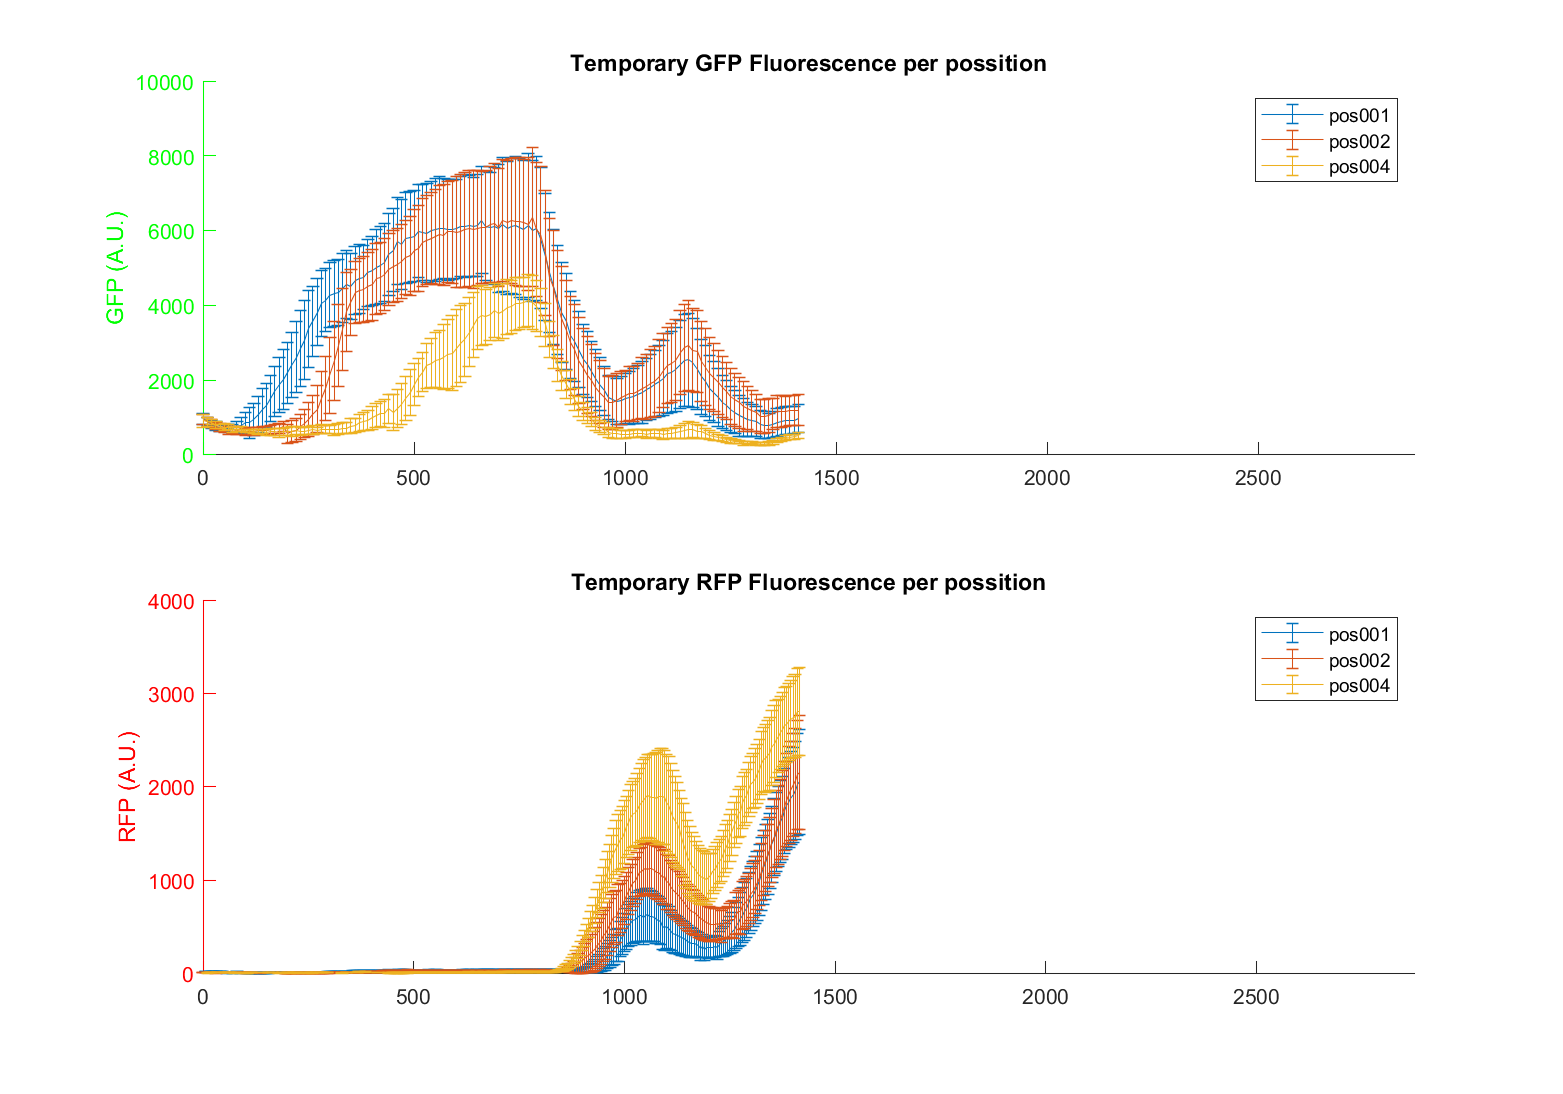 Temporary GFP Fluorescence per possition
10000
8000
6000
4000
2000
0
GFP (A.U.)
0 500 1000 1500 2000 2500
pos001
pos002
pos004
Temporary RFP Fluorescence per possition
4000
3000
2000
1000
0
RFP (A.U.)
0 500 1000 1500 2000 2500
pos001
pos002
pos004